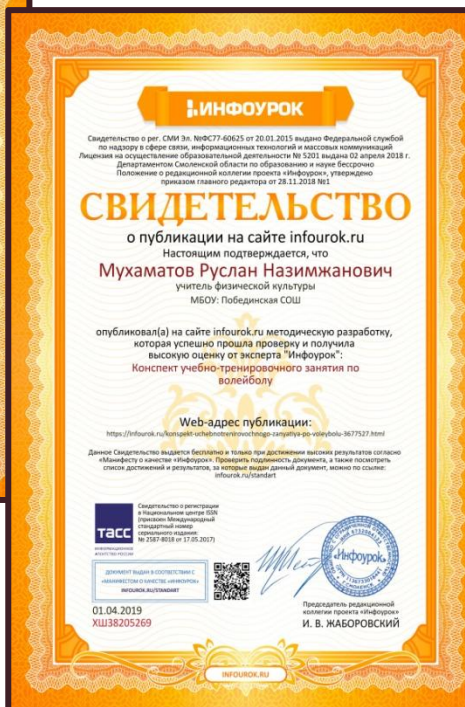 ИНФОУРОК
Свидетельство о рег. СМИ Эл. №ФС77-60625 от 20.01.2015 выдано Федеральной службой
по надзору в сфере связи, информационных технологий и массовых коммуникаций
Лицензия на осуществление образовательной деятельности № 5201 выдана 02 апреля 2018 г.
Департаментом Смоленской области по образованию и науке бессрочно
Положение о редакционной коллегии проекта «Инфоурок», утверждено
приказом главного редактора от 28.11.2018 №1
СВИДЕТЕЛЬСТВО
о публикации на сайте infourok.ru
Настоящим подтверждается, что
Мухаматов Руслан Назимжанович
учитель физической культуры
МБОУ: Побединская СОШ
опубликовал(а) на сайте infourok.ru методическую разработку,
которая успешно прошла проверку и получила
высокую оценку от эксперта "Инфоурок":
Конспект учебно-тренировочного занятия по
волейболу
Web-адрес публикации:
https://infourok.ru/konspekt-uchebnotrenirovochnogo-zanyatiya-po-voleybolu-3677527.html
Данное Свидетельство выдается бесплатно и только при достижении высоких результатов согласно
«Манифесту о качестве «Инфоурок». Проверить подлинность документа, а также посмотреть
список достижений и результатов, за которые выдан данный документ, можно по ссылке:
infourok.ru/standart
Свидетельство о регистрации
в Национальном центре ISSN
(присвоен Международный
стандартный номер
сериального издания:
№ 2587-8018 от 17.05.2017)
ТАСС
ИНФОРМАЦИОННОЕ
АГЕНТСТВО РОССИИ
ДОКУМЕНТ ВЫДАН В СООТВЕТСТВИИ С
«МАНИФЕСТОМ О КАЧЕСТВЕ «ИНФОУРОК»
INFOUROK.RU/STANDART
«Инфоурок»
01.04.2019
ХШ38205269
Председатель редакционной
коллегии проекта «Инфоурок»
И. В. ЖАБОРОВСКИЙ
INFOUROK.RU